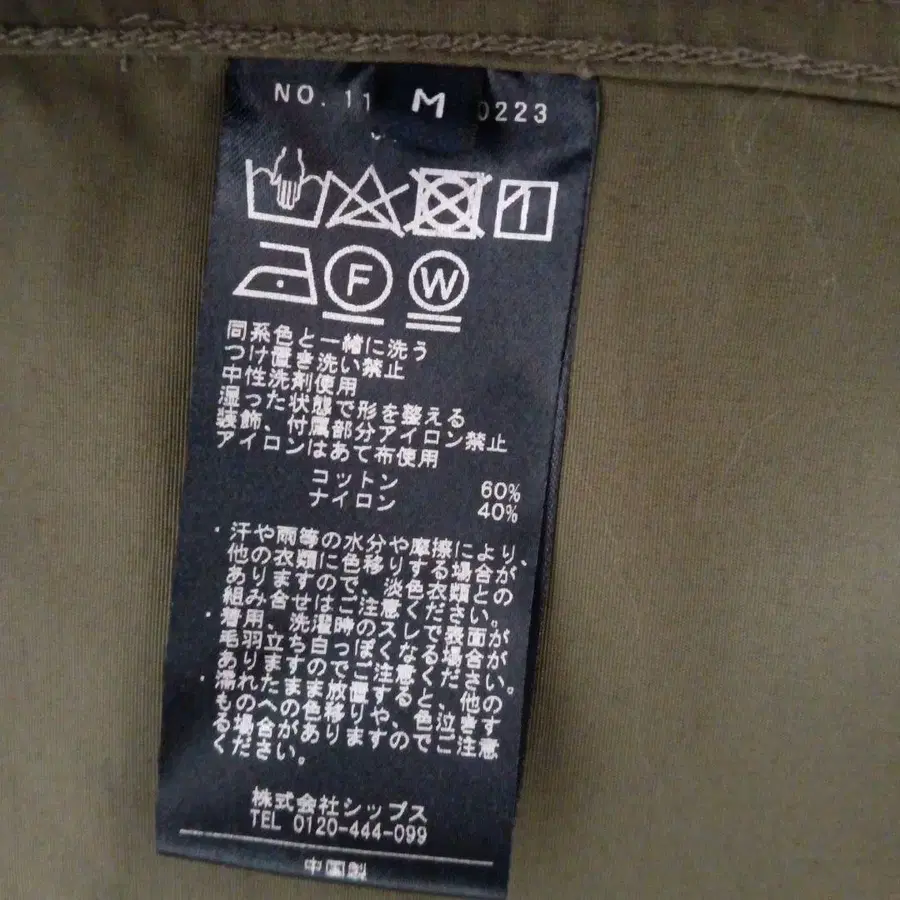 NO. 11
M
0223
F
W
同系色と一緒に洗う
つけ置き洗い禁止
中性洗剤使用
湿った状態で形を整える
装飾、付属部分アイロン禁止
アイロンはあて布使用
コットン 60%
ナイロン 40%
・汗や雨等の水分や摩擦により、
他の衣類に色移りする場合が
ありますので、淡色衣類との
組み合せはご注意ください。
・着用、洗濯時のスレで表面が
毛羽立ち白っぽくなる場合が
ありますのでご注意ください。
・濡れたまま放置すると、他の
ものへの色移りや、色泣きす
る場合がありますのでご注意
ください。
株式会社シップス
TEL 0120-444-099
中国製